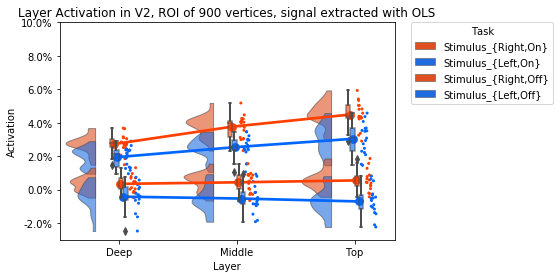 Layer Activation in V2, ROI of 900 vertices, signal extracted with OLS
10.0%
8.0%
6.0%
4.0%
2.0%
0.0%
-2.0%
Activation
Deep
Middle
Top
Layer
Task
Stimulus_{Right,On}
Stimulus_{Left,On}
Stimulus_{Right,Off}
Stimulus_{Left,Off}